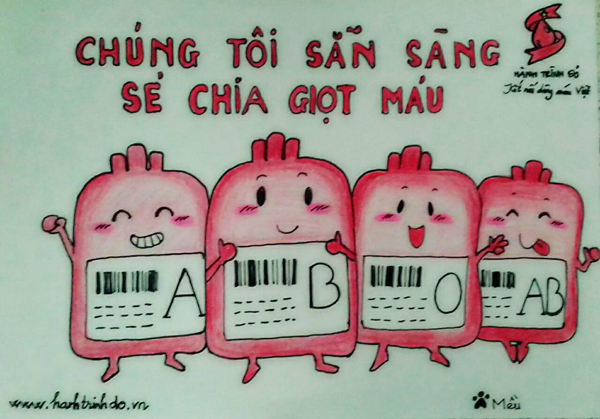 CHÚNG TÔI SẴN SÀNG
SẺ CHIA GIỌT MÁU
HÀNH TRÌNH ĐỎ
Kết nối dòng máu Việt
A
B
O
AB
www.hanhtrinhdo.vn
Mều